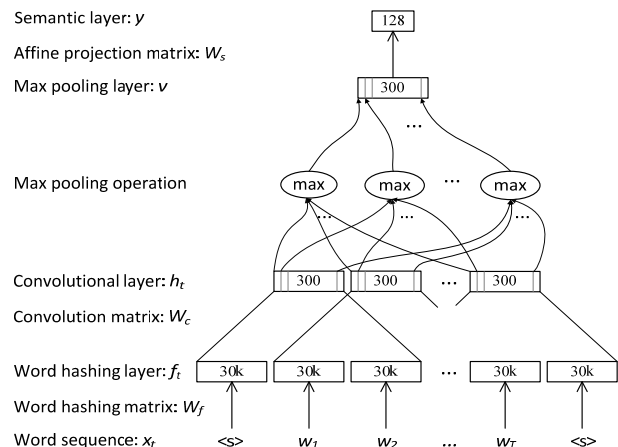 Semantic layer: y 128
Affine projection matrix: Ws
Max pooling layer: v 300
...
Max pooling operation max max ... max
... ... ...
Convolutional layer: ht 300 300 ... 300
Convolution matrix: Wc
Word hashing layer: ft 30k 30k 30k ... 30k 30k
Word hashing matrix: Wf
Word sequence: xt <s> w1 w2 wT <s>